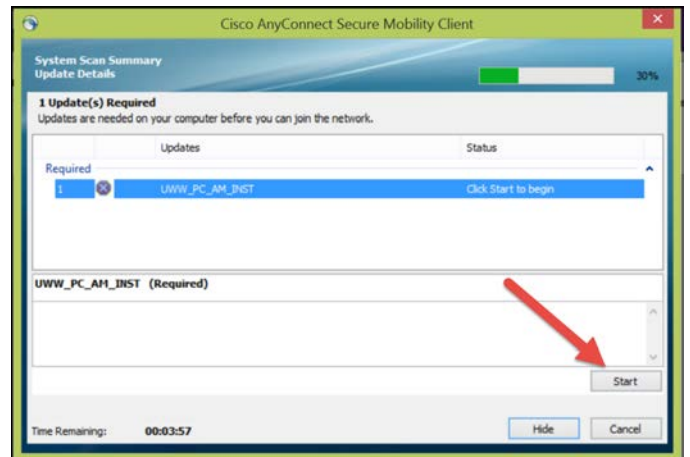 Cisco AnyConnect Secure Mobility Client
System Scan Summary
Update Details
30%
1 Update(s) Required
Updates are needed on your computer before you can join the network.
Updates Status
Required
1 UWW_PC_AM_INST Click Start to begin
UWW_PC_AM_INST (Required)
Start
Time Remaining: 00:03:57 Hide Cancel